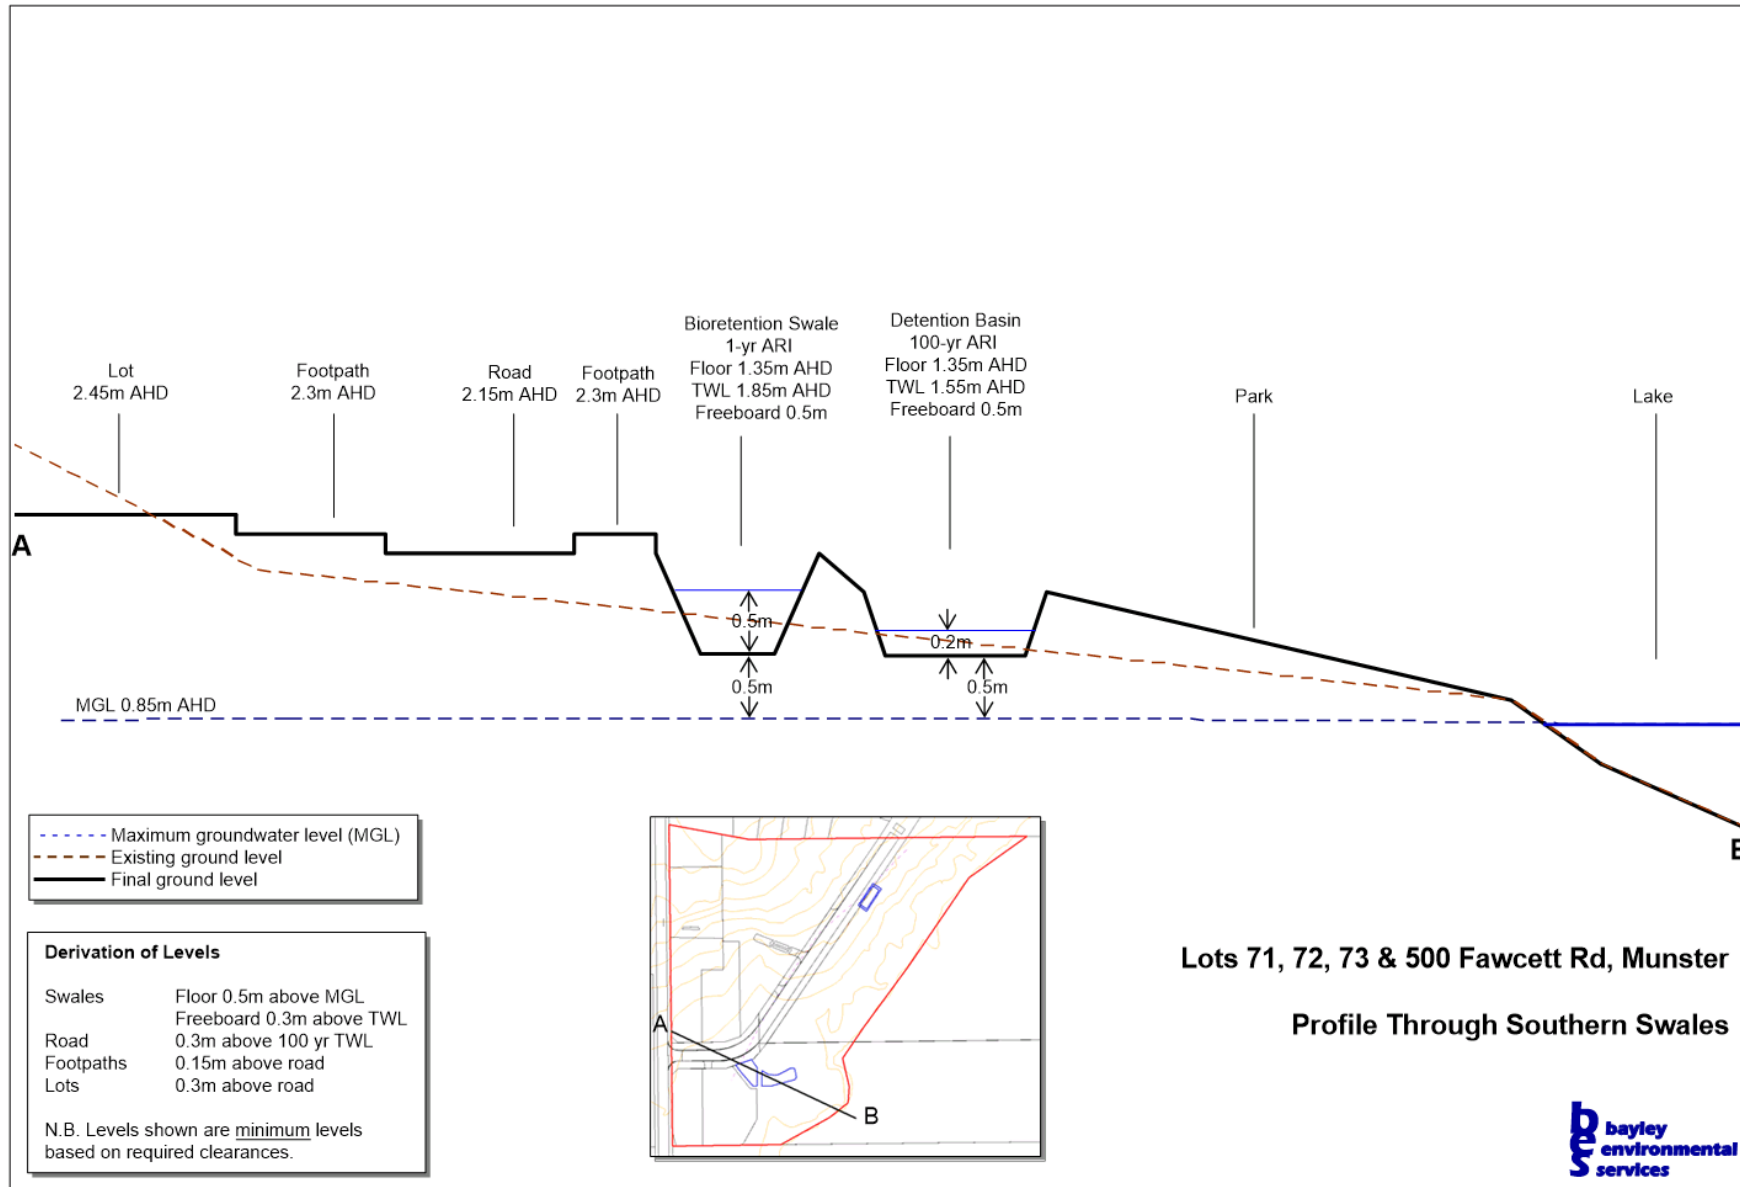 Lot
2.45m AHD
Footpath
2.3m AHD
Road
2.15m AHD
Footpath
2.3m AHD
Bioretention Swale
1-yr ARI
Floor 1.35m AHD
TWL 1.85m AHD
Freeboard 0.5m
Detention Basin
100-yr ARI
Floor 1.35m AHD
TWL 1.55m AHD
Freeboard 0.5m
Park
Lake
A
0.5m
0.2m
0.5m
0.5m
MGL 0.85m AHD
B
Maximum groundwater level (MGL)
Existing ground level
Final ground level
Derivation of Levels
Swales Floor 0.5m above MGL
Freeboard 0.3m above TWL
Road 0.3m above 100 yr TWL
Footpaths 0.15m above road
Lots 0.3m above road
N.B. Levels shown are minimum levels
based on required clearances.
A
B
Lots 71, 72, 73 & 500 Fawcett Rd, Munster
Profile Through Southern Swales
bes
bayley
environmental
services